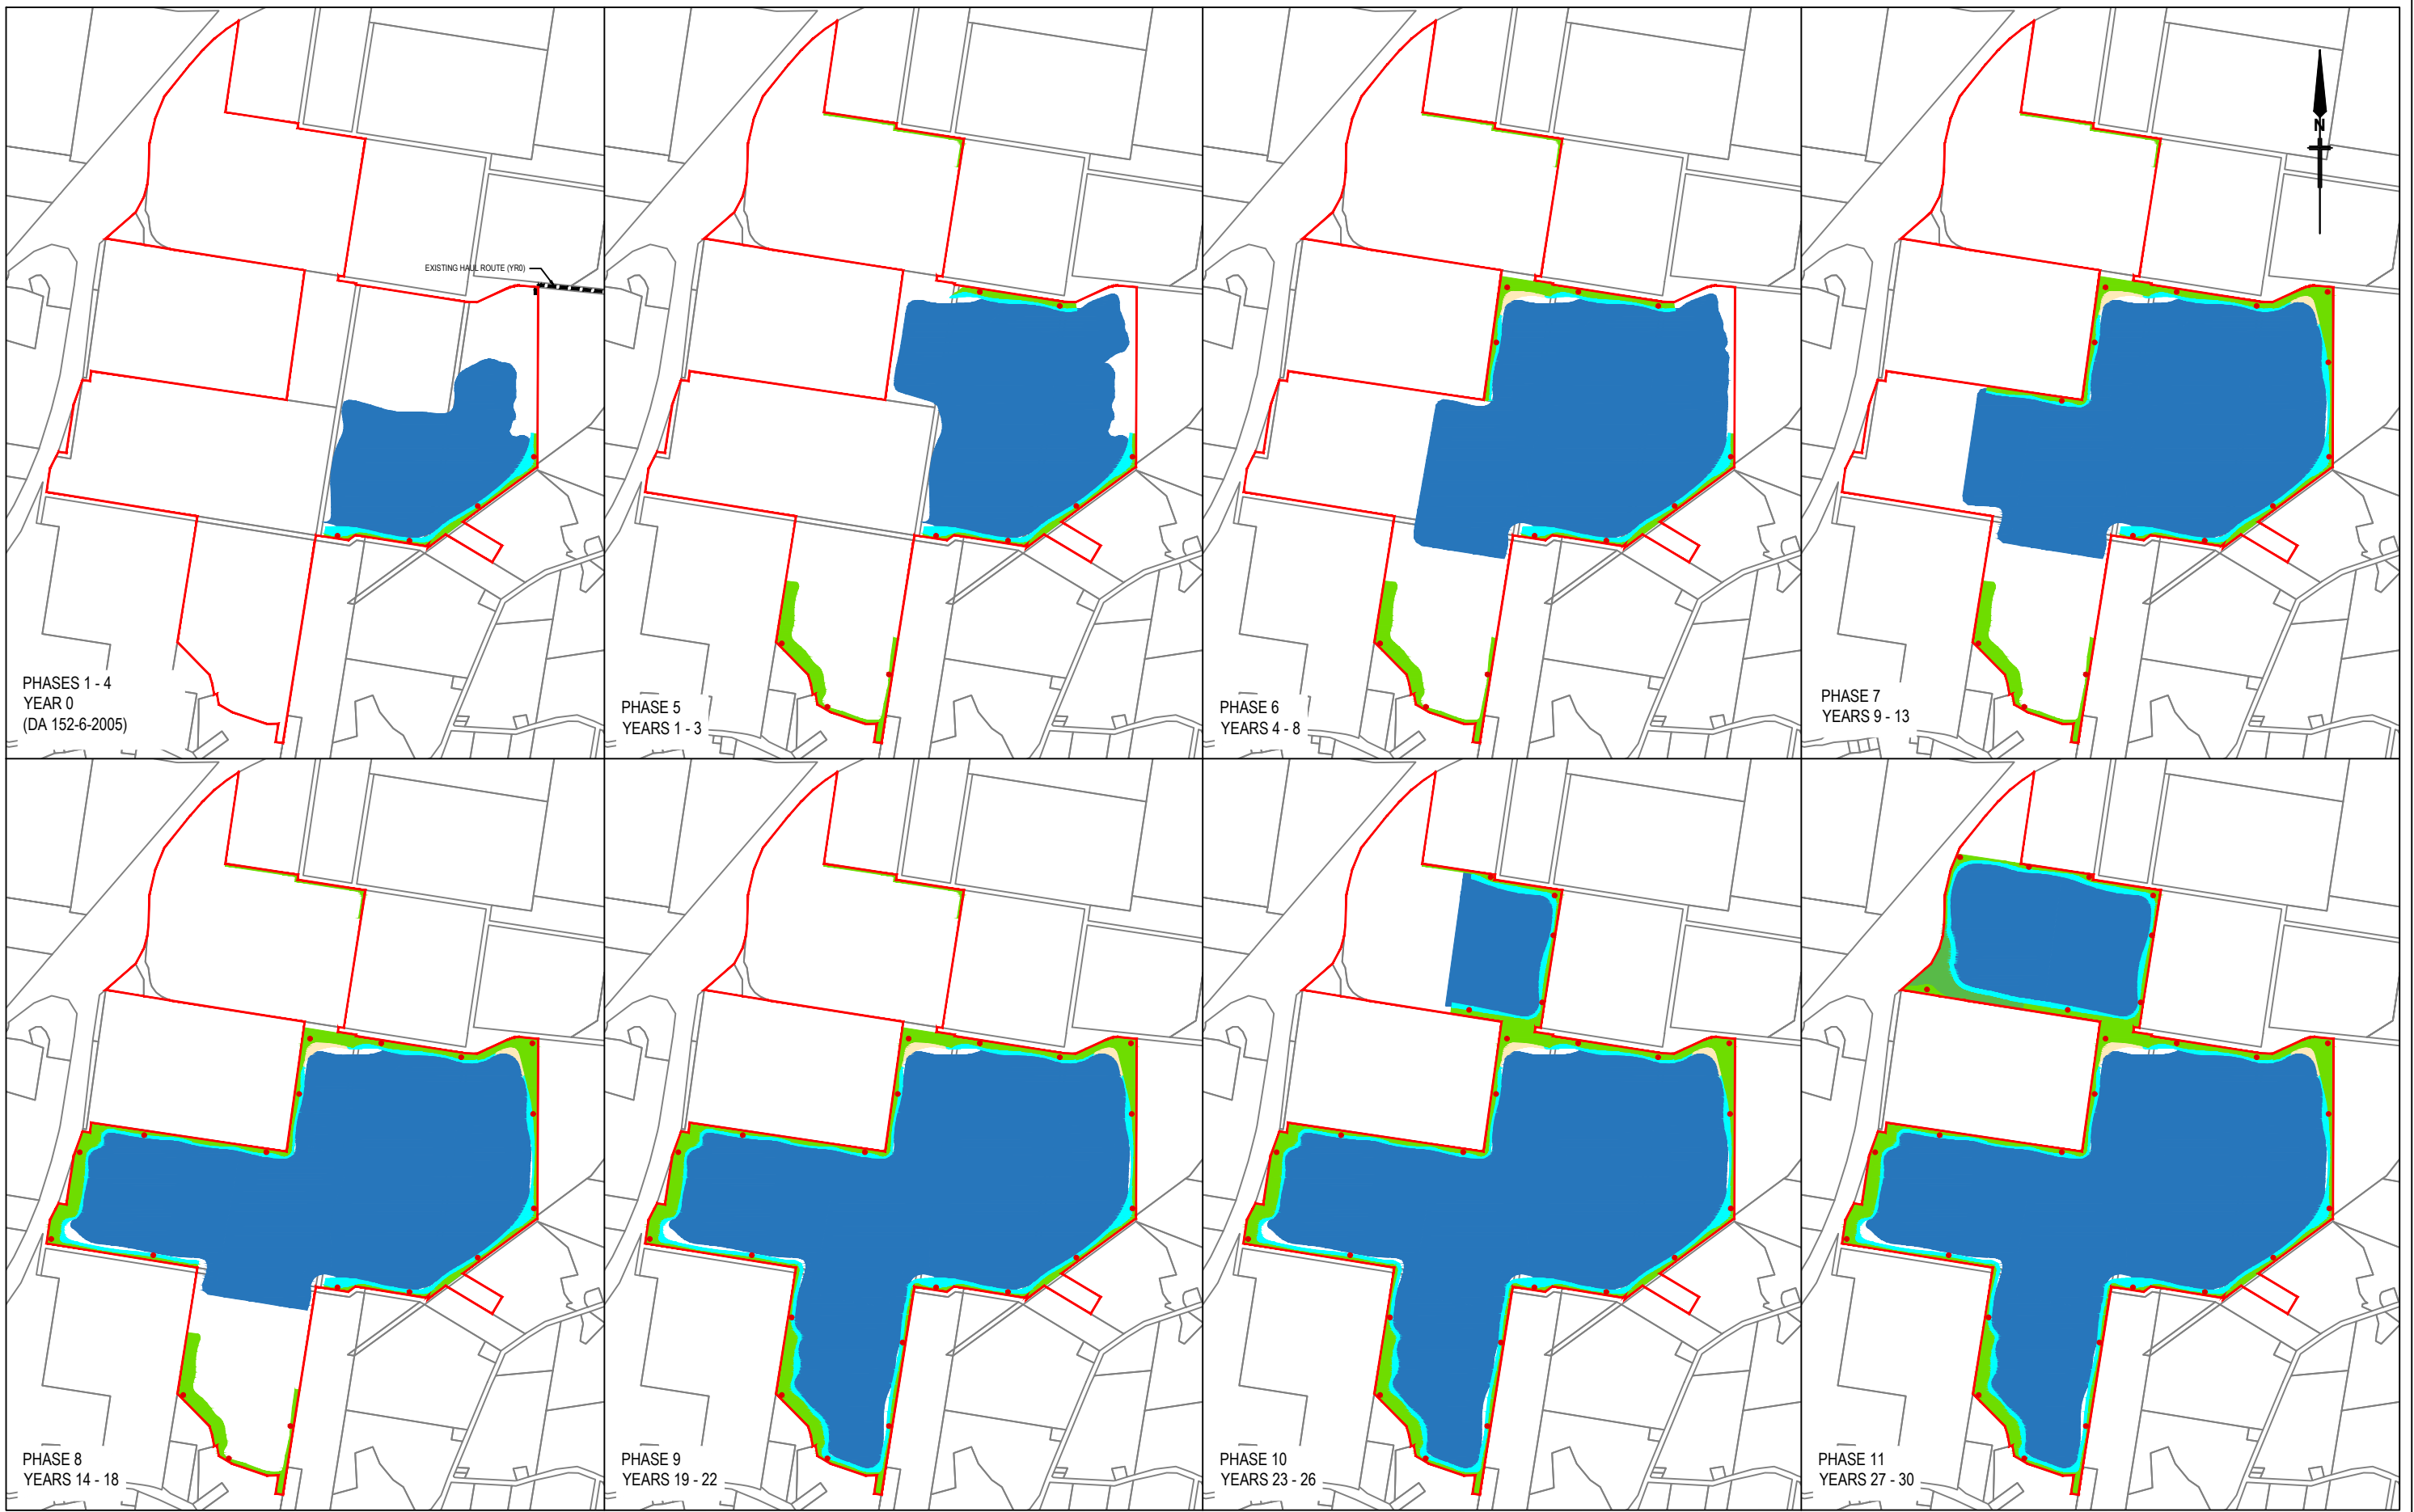 EXISTING HAUL ROUTE (YR0)
N
PHASES 1 - 4
YEAR 0
(DA 152-6-2005)
PHASE 5
YEARS 1 - 3
PHASE 6
YEARS 4 - 8
PHASE 7
YEARS 9 - 13
PHASE 8
YEARS 14 - 18
PHASE 9
YEARS 19 - 22
PHASE 10
YEARS 23 - 26
PHASE 11
YEARS 27 - 30